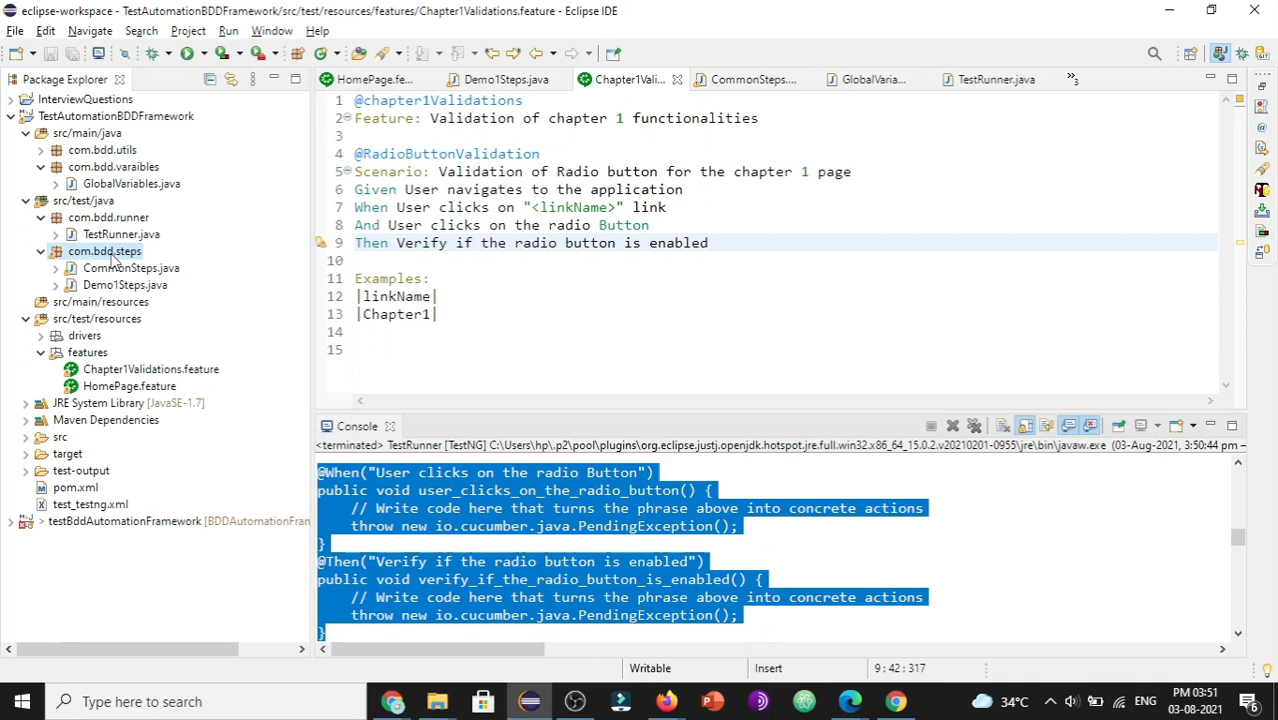 eclipse-workspace - TestAutomationBDDFramework/src/test/resources/features/Chapter1Validations.feature - Eclipse IDE
File Edit Navigate Search Project Run Window Help
Package Explorer
HomePage.fe...
Demo1Steps.java
Chapter1Vali...
CommonSteps....
GlobalVaria...
TestRunner.java
»3
InterviewQuestions
TestAutomationBDDFramework
src/main/java
com.bdd.utils
com.bdd.varaibles
GlobalVariables.java
src/test/java
com.bdd.runner
TestRunner.java
com.bdd.steps
CommonSteps.java
Demo1Steps.java
src/main/resources
src/test/resources
drivers
features
Chapter1Validations.feature
HomePage.feature
JRE System Library [JavaSE-1.7]
Maven Dependencies
src
target
test-output
pom.xml
test_testng.xml
testBddAutomationFramework [BDDAutomationFran
1 @chapter1Validations
2 Feature: Validation of chapter 1 functionalities
3
4 @RadioButtonValidation
5 Scenario: Validation of Radio button for the chapter 1 page
6 Given User navigates to the application
7 When User clicks on "<linkName>" link
8 And User clicks on the radio Button
9 Then Verify if the radio button is enabled
10
11 Examples:
12 |linkName|
13 |Chapter1|
14
15
Console
<terminated> TestRunner [TestNG] C:\Users\hp\.p2\pool\plugins\org.eclipse.justj.openjdk.hotspot.jre.full.win32.x86_64_15.0.2.v20210201-0955\jre\bin\javaw.exe (03-Aug-2021, 3:50:44 pm
@When("User clicks on the radio Button")
public void user_clicks_on_the_radio_button() {
// Write code here that turns the phrase above into concrete actions
throw new io.cucumber.java.PendingException();
}
@Then("Verify if the radio button is enabled")
public void verify_if_the_radio_button_is_enabled() {
// Write code here that turns the phrase above into concrete actions
throw new io.cucumber.java.PendingException();
}
Writable
Insert
9 : 42 : 317
Type here to search
34°C
ENG
PM 03:51
03-08-2021
6